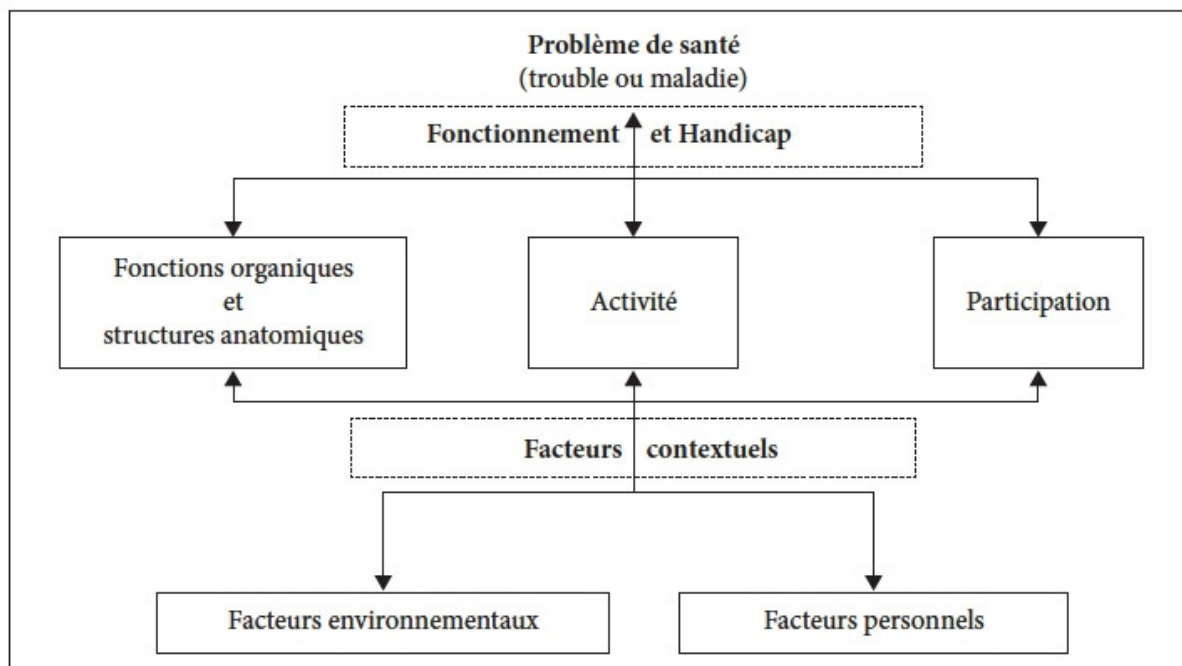 Problème de santé
(trouble ou maladie)
Fonctionnement et Handicap
Fonctions organiques
et
structures anatomiques
Activité
Participation
Facteurs contextuels
Facteurs environnementaux
Facteurs personnels